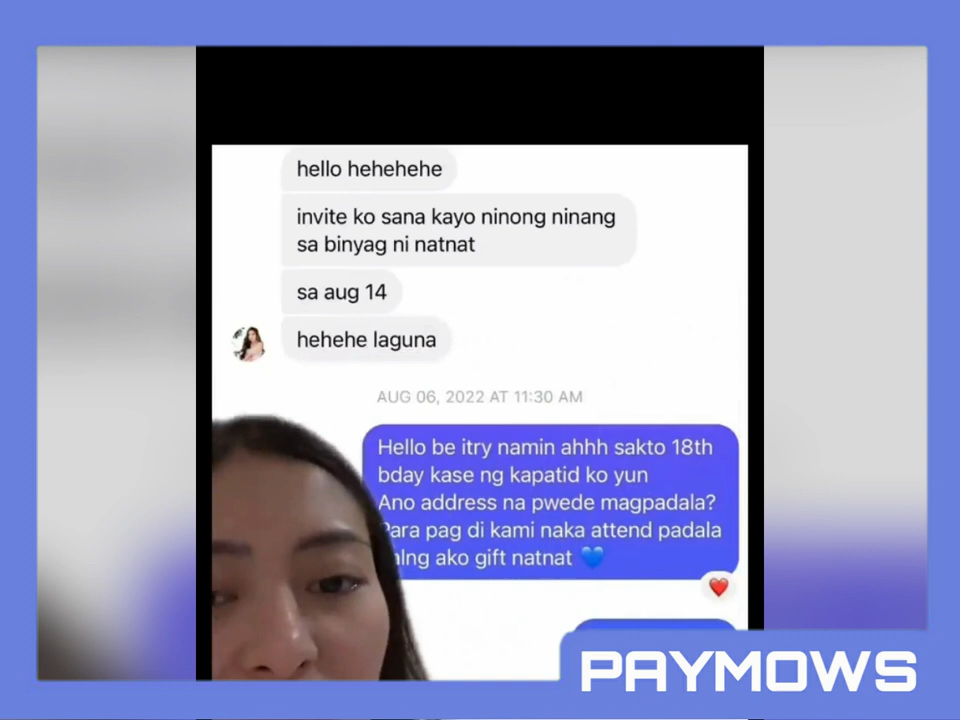 hello hehehehe
invite ko sana kayo ninong ninang
sa binyag ni natnat
sa aug 14
hehehe laguna
AUG 06, 2022 AT 11:30 AM
Hello be itry namin ahhh sakto 18th
bday kase ng kapatid ko yun
Ano address na pwede magpadala?
Para pag di kami naka attend padala
ako gift natnat 💙
❤️
PAYMOWS